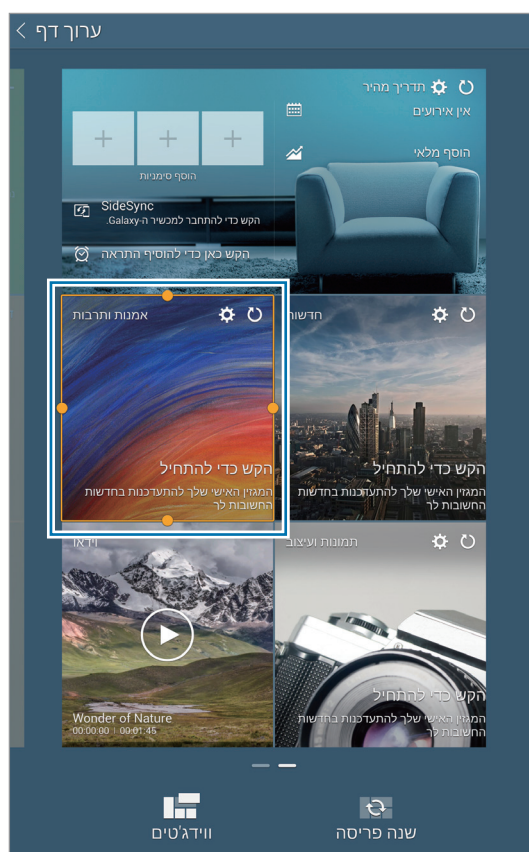 ערוך דף
תדריך מהיר
אין אירועים
הוסף מלאי
הוסף סימניות
SideSync
הקש כדי להתחבר למכשיר ה-Galaxy.
הקש כאן כדי להוסיף התראה
חדשות
הקש כדי להתחיל
המגזין האישי שלך להתעדכנות בחדשות
החשובות לך
אמנות ותרבות
הקש כדי להתחיל
המגזין האישי שלך להתעדכנות בחדשות
החשובות לך
תמונות ועיצוב
הקש כדי להתחיל
המגזין האישי שלך להתעדכנות בחדשות
החשובות לך
וידאו
Wonder of Nature
00:00:00 | 00:01:45
שנה פריסה
ווידג'טים